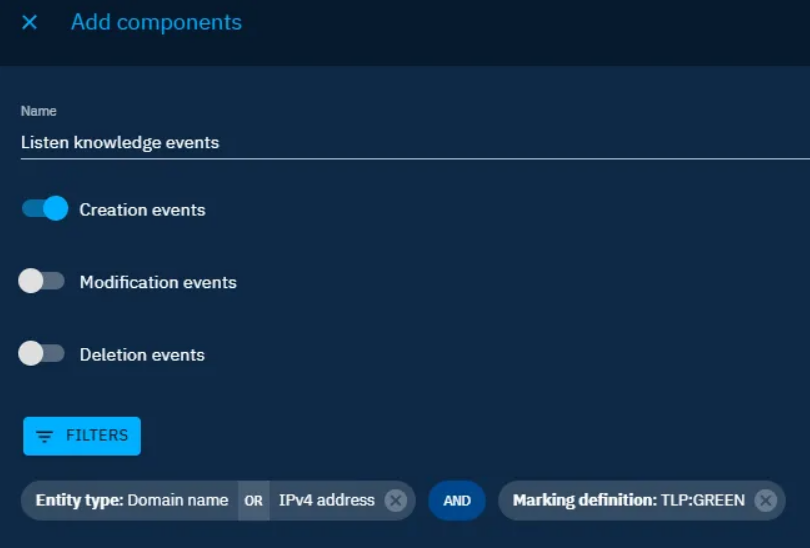 Add components
Name
Listen knowledge events
Creation events
Modification events
Deletion events
FILTERS
Entity type: Domain name OR IPv4 address AND Marking definition: TLP:GREEN